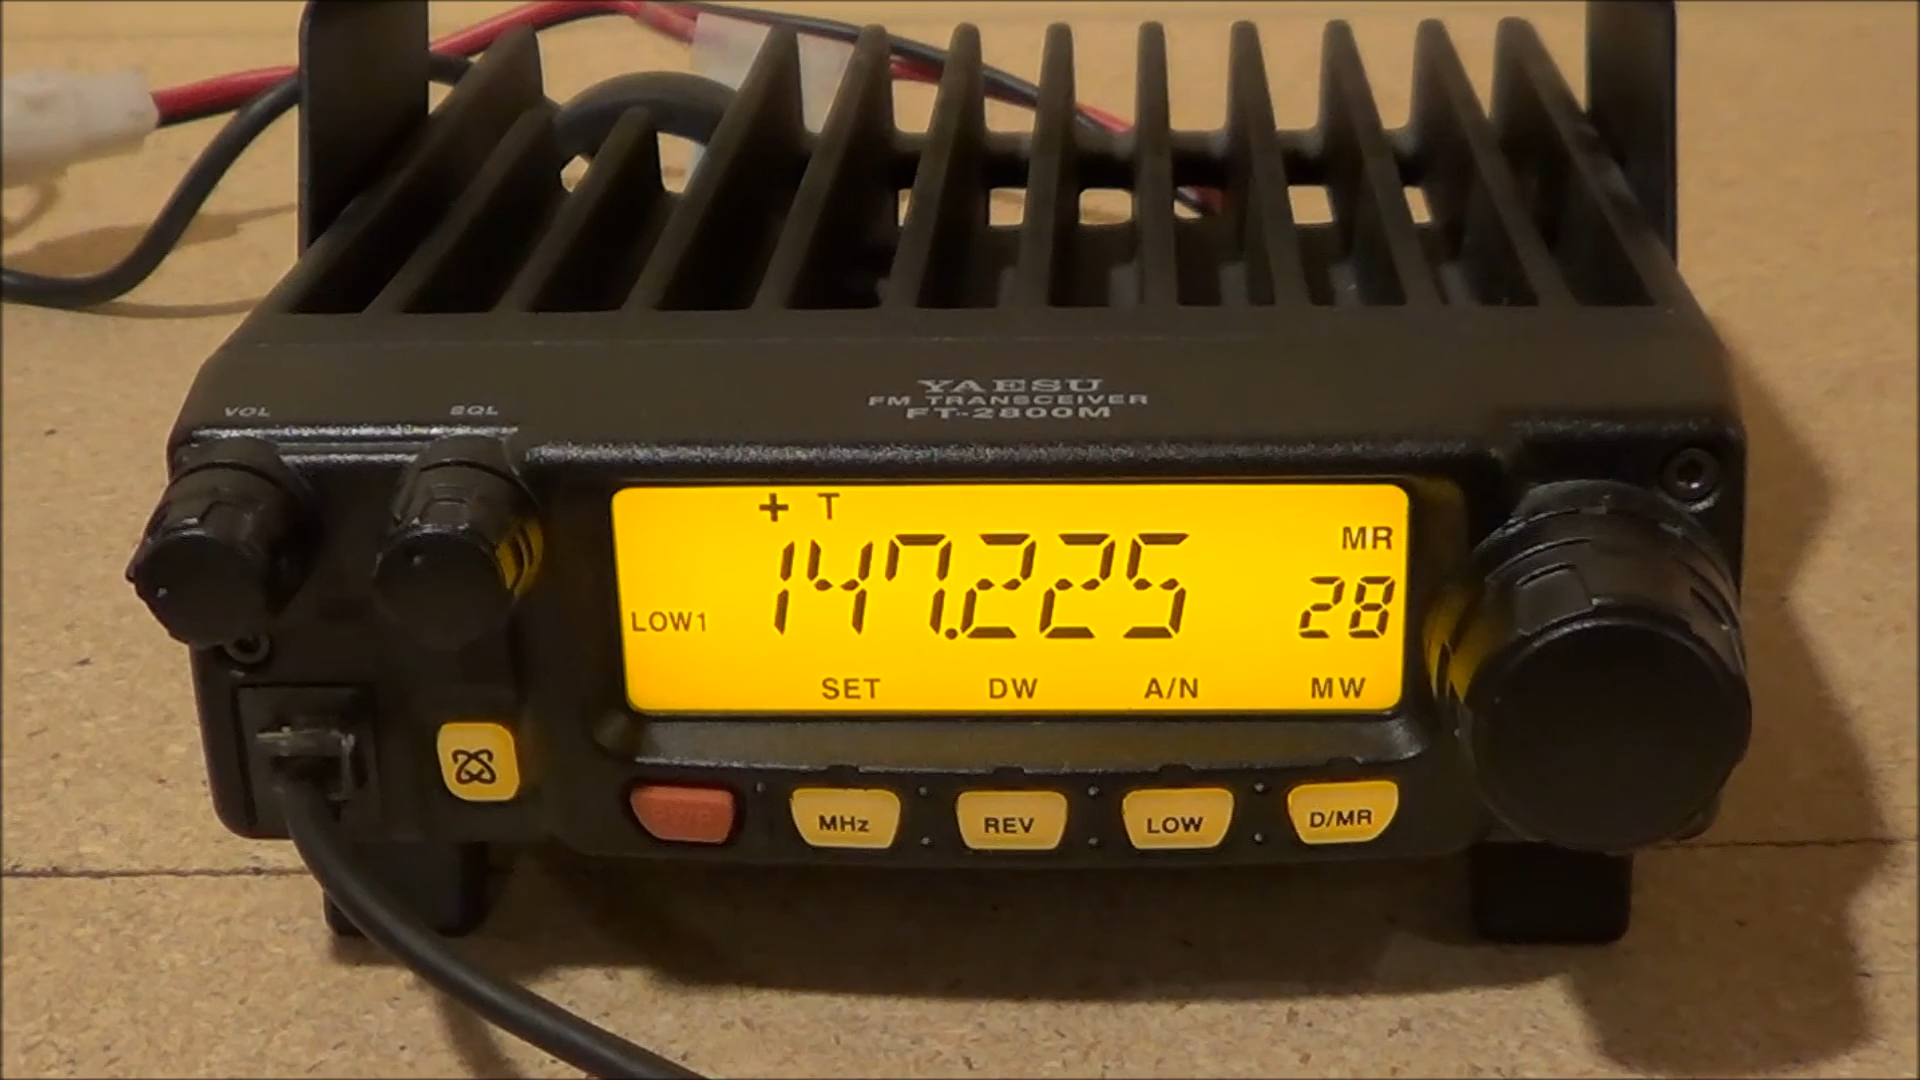 YAESU
FM TRANSCEIVER
FT-2800M
VOL SQL
+ T
147.225
MR
28
LOW1
SET DW A/N MW
MHz REV LOW D/MR